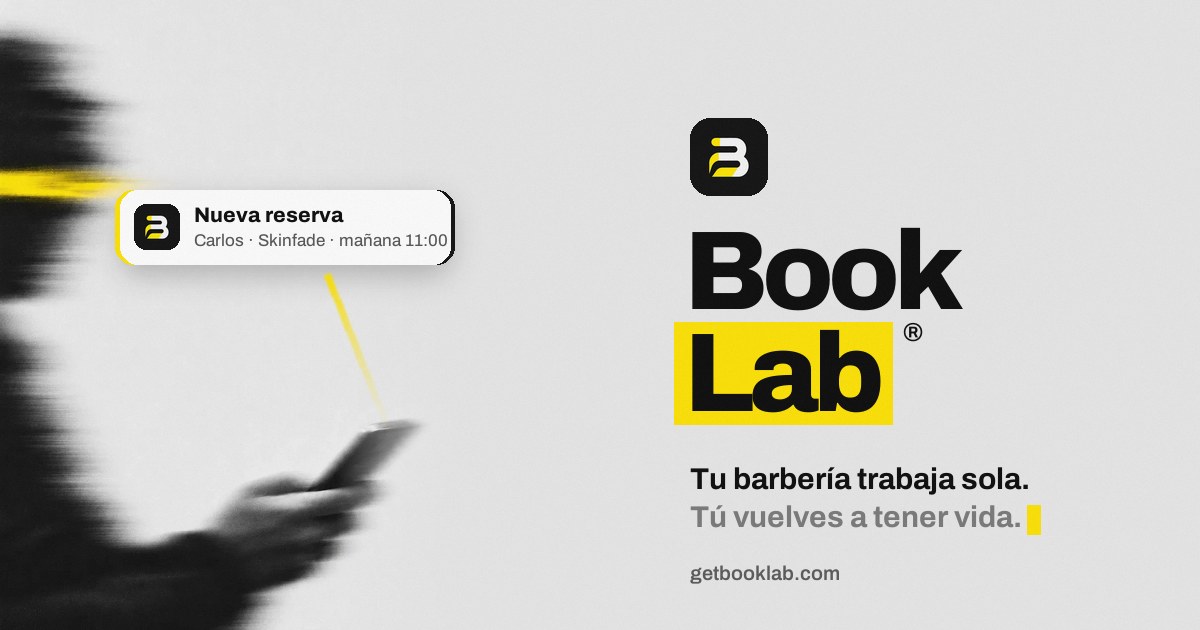 Nueva reserva
Carlos · Skinfade · mañana 11:00
Book
Lab ®
Tu barbería trabaja sola.
Tú vuelves a tener vida.
getbooklab.com